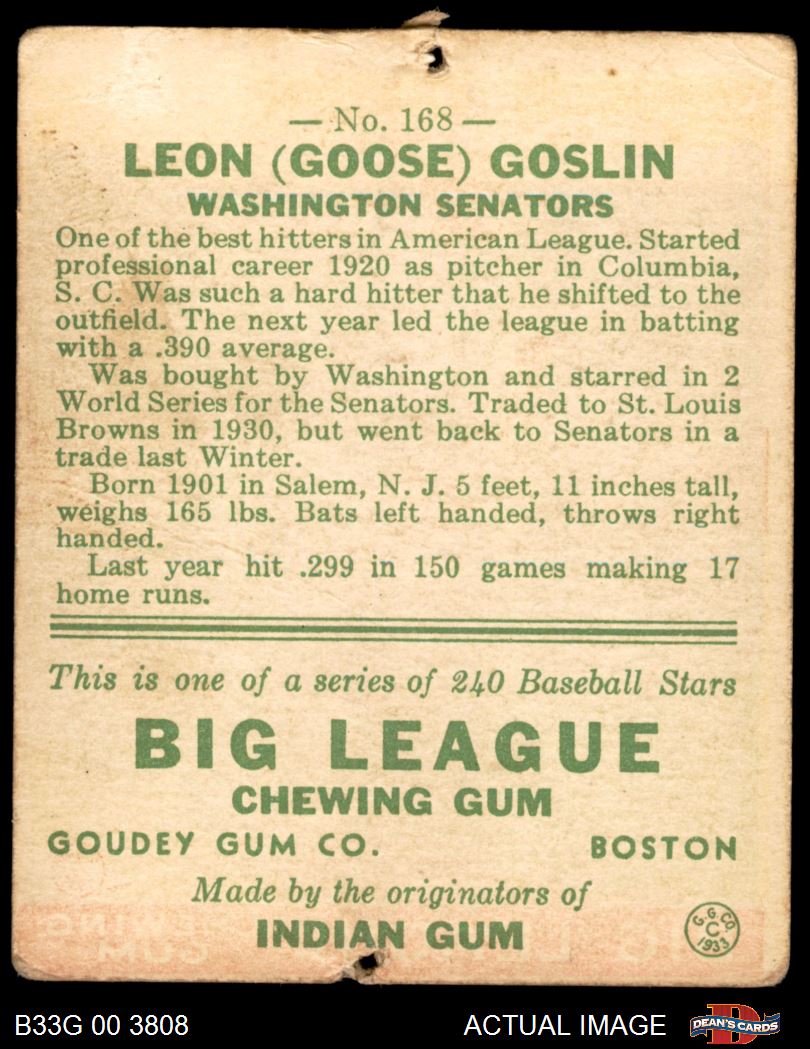 — No. 168 —
LEON (GOOSE) GOSLIN
WASHINGTON SENATORS
One of the best hitters in American League. Started
professional career 1920 as pitcher in Columbia,
S. C. Was such a hard hitter that he shifted to the
outfield. The next year led the league in batting
with a .390 average.
Was bought by Washington and starred in 2
World Series for the Senators. Traded to St. Louis
Browns in 1930, but went back to Senators in a
trade last Winter.
Born 1901 in Salem, N. J. 5 feet, 11 inches tall,
weighs 165 lbs. Bats left handed, throws right
handed.
Last year hit .299 in 150 games making 17
home runs.
This is one of a series of 240 Baseball Stars
BIG LEAGUE
CHEWING GUM
GOUDEY GUM CO. BOSTON
Made by the originators of
INDIAN GUM
G. G. CO.
C
1933
B33G 00 3808 ACTUAL IMAGE
D
DEAN'S CARDS